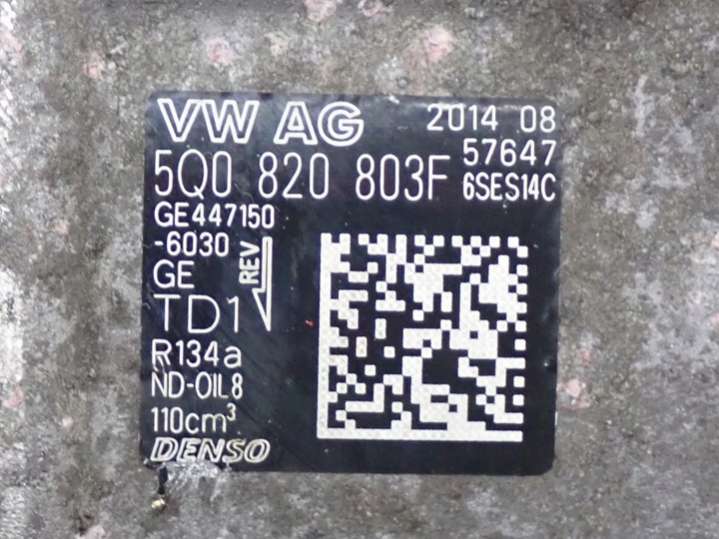 VW AG 2014 08
57647
5Q0 820 803F 6SES14C
GE447150
-6030
REV
GE
TD1
R134a
ND-OIL8
110cm³
DENSO